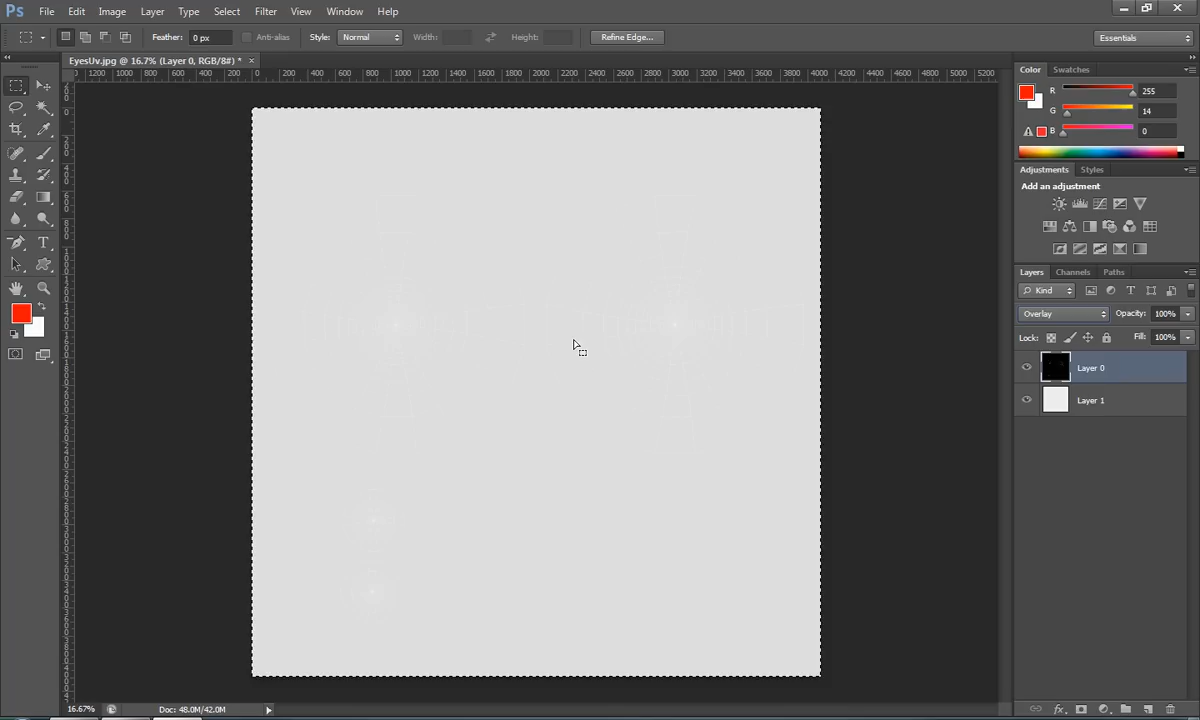 Ps File Edit Image Layer Type Select Filter View Window Help
Feather: 0 px Anti-alias Style: Normal Width: Height: Refine Edge... Essentials
EyesUv.jpg @ 16.7% (Layer 0, RGB/8#) * ×
1200 1000 800 600 400 200 0 200 400 600 800 1000 1200 1400 1600 1800 2000 2200 2400 2600 2800 3000 3200 3400 3600 3800 4000 4200 4400 4600 4800 5000 5200
Color Swatches
R 255
G 14
B 0
Adjustments Styles
Add an adjustment
Layers Channels Paths
Kind T
Overlay Opacity: 100%
Lock: Fill: 100%
Layer 0
Layer 1
T
16.67% Doc: 48.0M/42.0M
fx